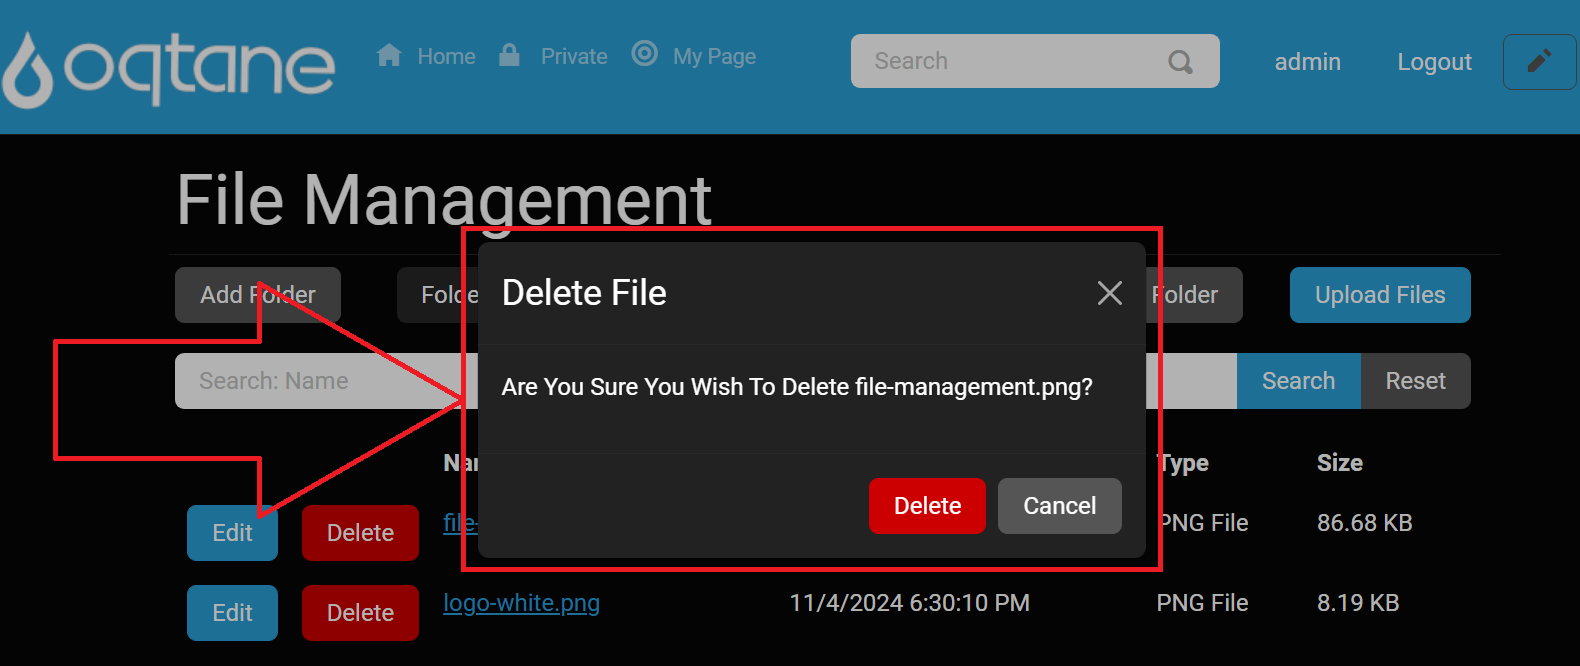 oqtane Home Private My Page Search admin Logout
File Management
Add Folder Folde Folder Upload Files
Delete File
Search: Name Search Reset
Are You Sure You Wish To Delete file-management.png?
Na Type Size
Delete Cancel
Edit Delete file- PNG File 86.68 KB
Edit Delete logo-white.png 11/4/2024 6:30:10 PM PNG File 8.19 KB